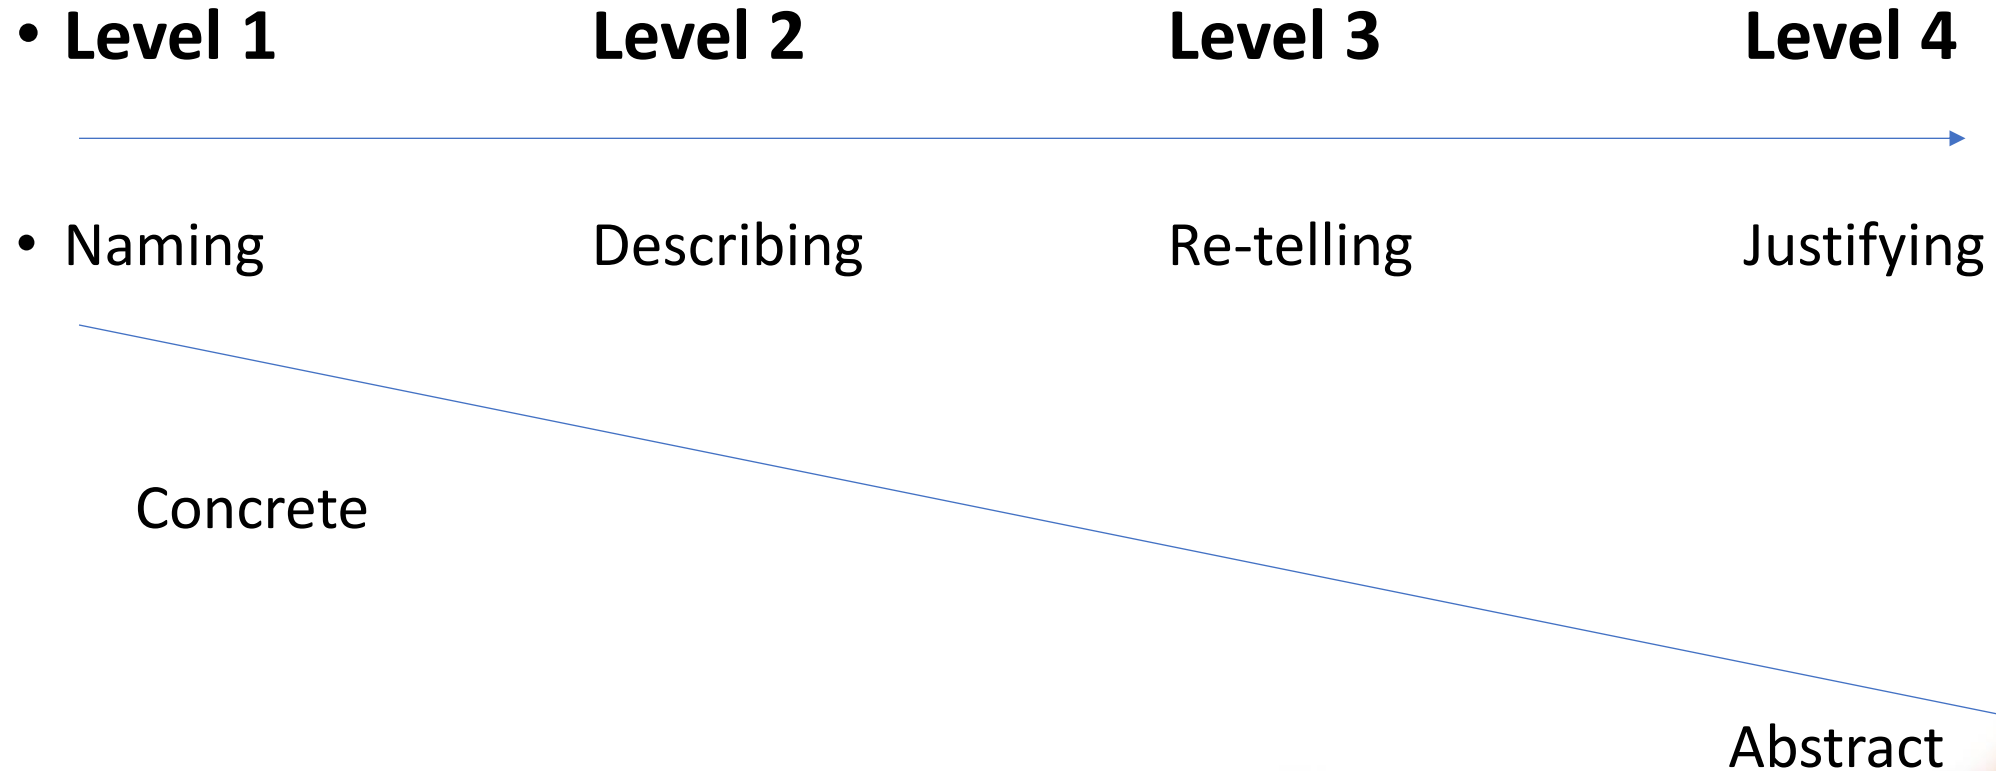 • Level 1 Level 2 Level 3 Level 4
• Naming Describing Re-telling Justifying
Concrete
Abstract